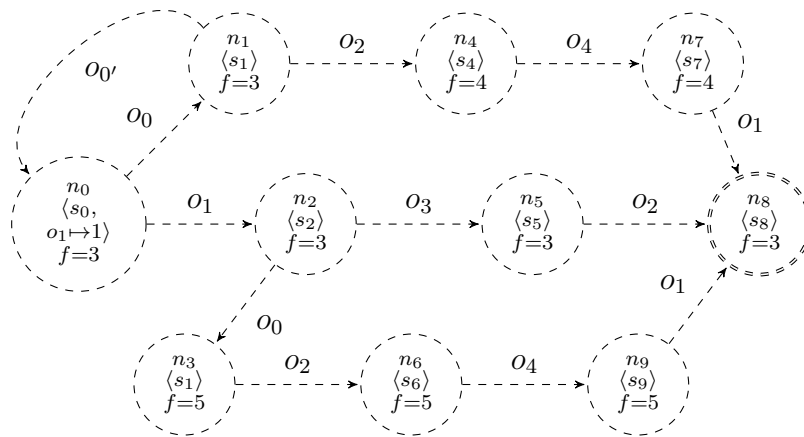 n₁
⟨s₁⟩
f=3
o₂
n₄
⟨s₄⟩
f=4
o₄
n₇
⟨s₇⟩
f=4
o₀′
o₀
o₁
n₀
⟨s₀,
o₁↦1⟩
f=3
o₁
n₂
⟨s₂⟩
f=3
o₃
n₅
⟨s₅⟩
f=3
o₂
n₈
⟨s₈⟩
f=3
o₀
o₁
n₃
⟨s₁⟩
f=5
o₂
n₆
⟨s₆⟩
f=5
o₄
n₉
⟨s₉⟩
f=5